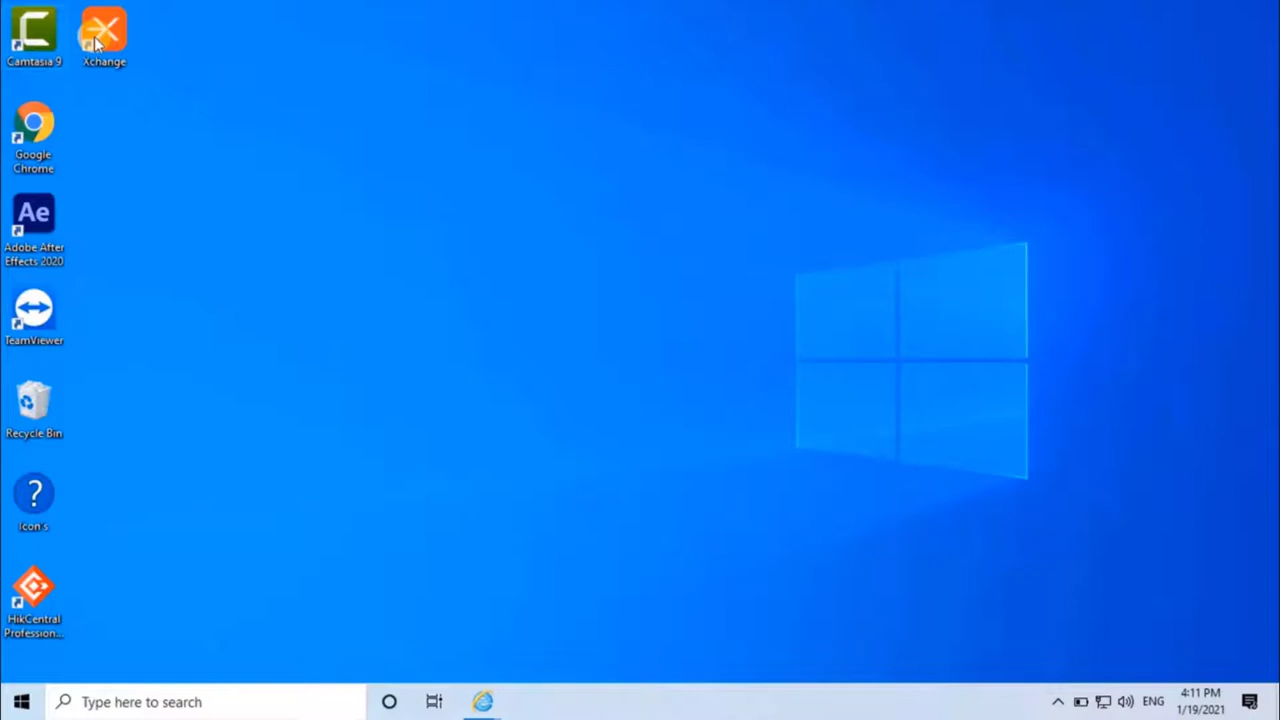 Camtasia 9
Xchange
Google
Chrome
Ae
Adobe After
Effects 2020
TeamViewer
Recycle Bin
?
Icon's
HikCentral
Profession...
Type here to search
ENG
4:11 PM
1/19/2021